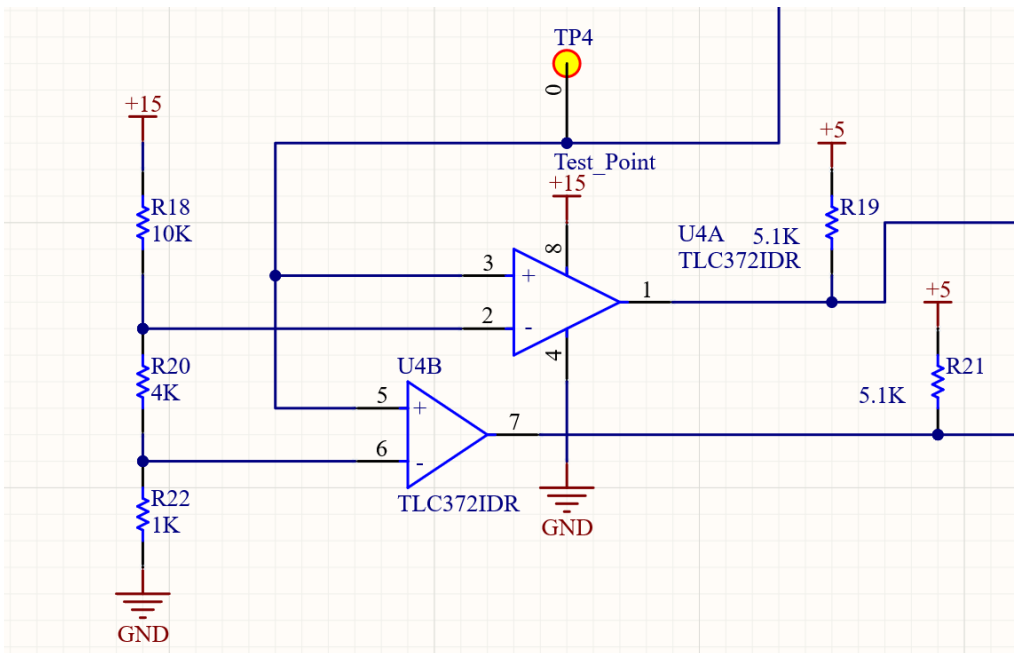 TP4
0
+15
Test_Point
+5
+15
R18
10K
R19
5.1K
U4A
TLC372IDR
8
3
+
1
2
-
4
+5
R20
4K
U4B
R21
5.1K
5
+
7
6
-
R22
1K
TLC372IDR
GND
GND